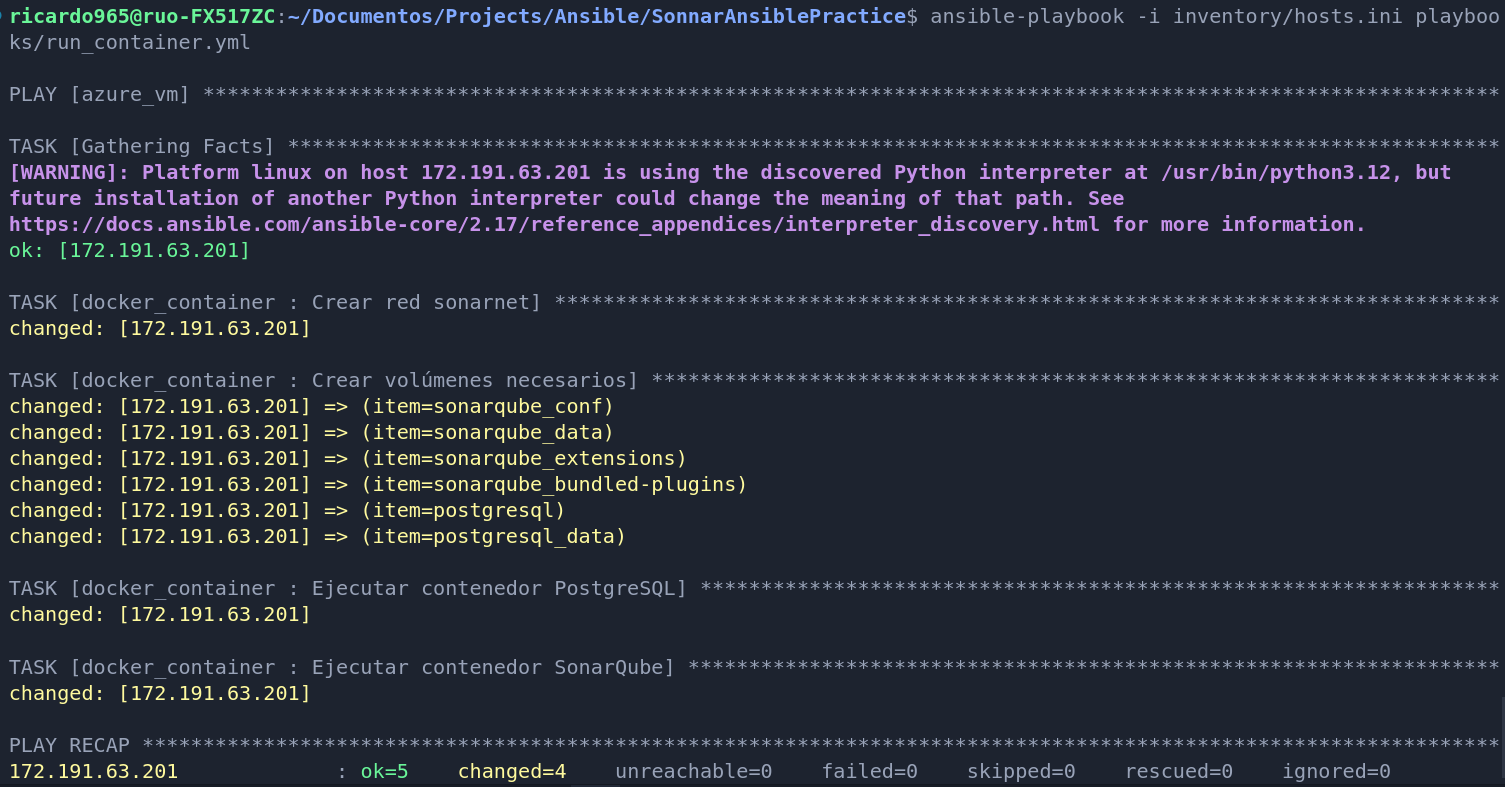 ricardo965@ruo-FX517ZC:~/Documentos/Projects/Ansible/SonnarAnsiblePractice$ ansible-playbook -i inventory/hosts.ini playboo
ks/run_container.yml
PLAY [azure_vm] ***********************************************************************************************************
TASK [Gathering Facts] ****************************************************************************************************
[WARNING]: Platform linux on host 172.191.63.201 is using the discovered Python interpreter at /usr/bin/python3.12, but
future installation of another Python interpreter could change the meaning of that path. See
https://docs.ansible.com/ansible-core/2.17/reference_appendices/interpreter_discovery.html for more information.
ok: [172.191.63.201]
TASK [docker_container : Crear red sonarnet] ******************************************************************************
changed: [172.191.63.201]
TASK [docker_container : Crear volúmenes necesarios] **********************************************************************
changed: [172.191.63.201] => (item=sonarqube_conf)
changed: [172.191.63.201] => (item=sonarqube_data)
changed: [172.191.63.201] => (item=sonarqube_extensions)
changed: [172.191.63.201] => (item=sonarqube_bundled-plugins)
changed: [172.191.63.201] => (item=postgresql)
changed: [172.191.63.201] => (item=postgresql_data)
TASK [docker_container : Ejecutar contenedor PostgreSQL] ******************************************************************
changed: [172.191.63.201]
TASK [docker_container : Ejecutar contenedor SonarQube] *******************************************************************
changed: [172.191.63.201]
PLAY RECAP ****************************************************************************************************************
172.191.63.201             : ok=5    changed=4    unreachable=0    failed=0    skipped=0    rescued=0    ignored=0